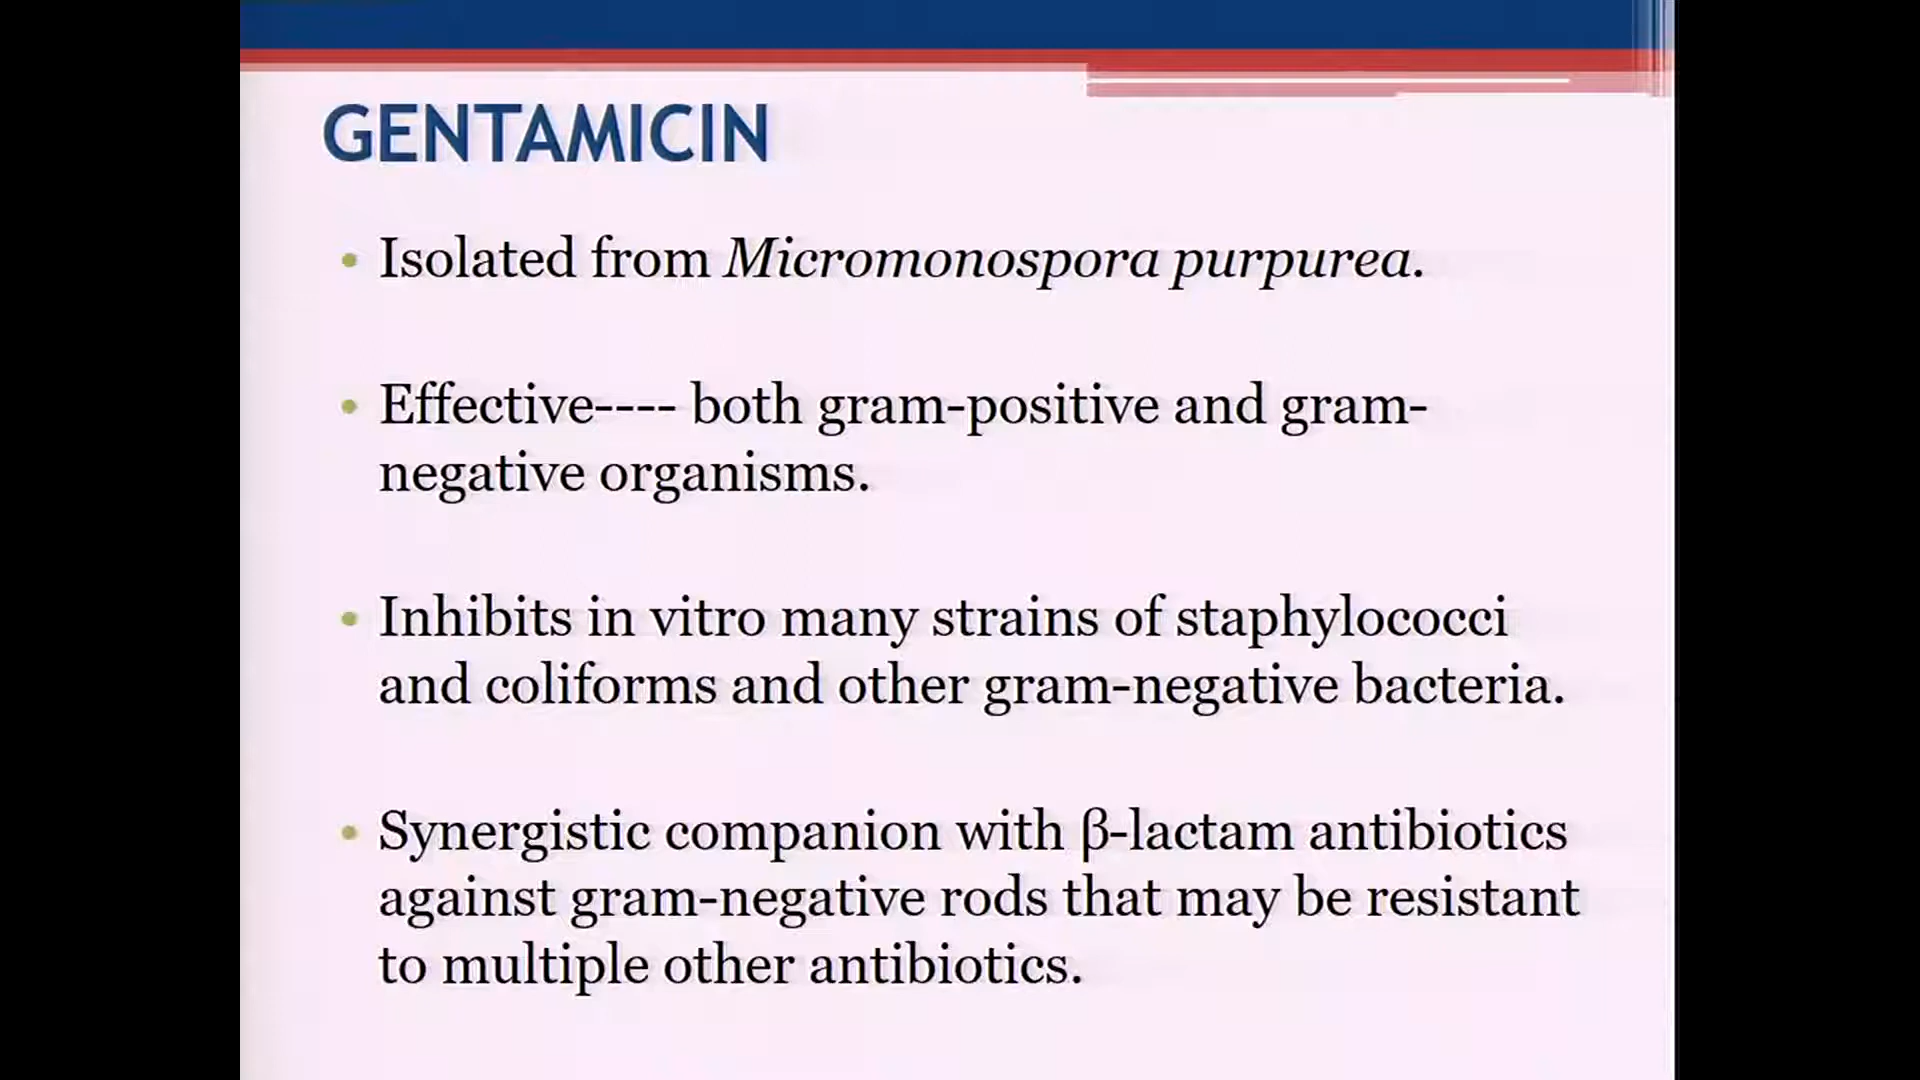 GENTAMICIN
• Isolated from Micromonospora purpurea.
• Effective---- both gram-positive and gram-
negative organisms.
• Inhibits in vitro many strains of staphylococci
and coliforms and other gram-negative bacteria.
• Synergistic companion with β-lactam antibiotics
against gram-negative rods that may be resistant
to multiple other antibiotics.